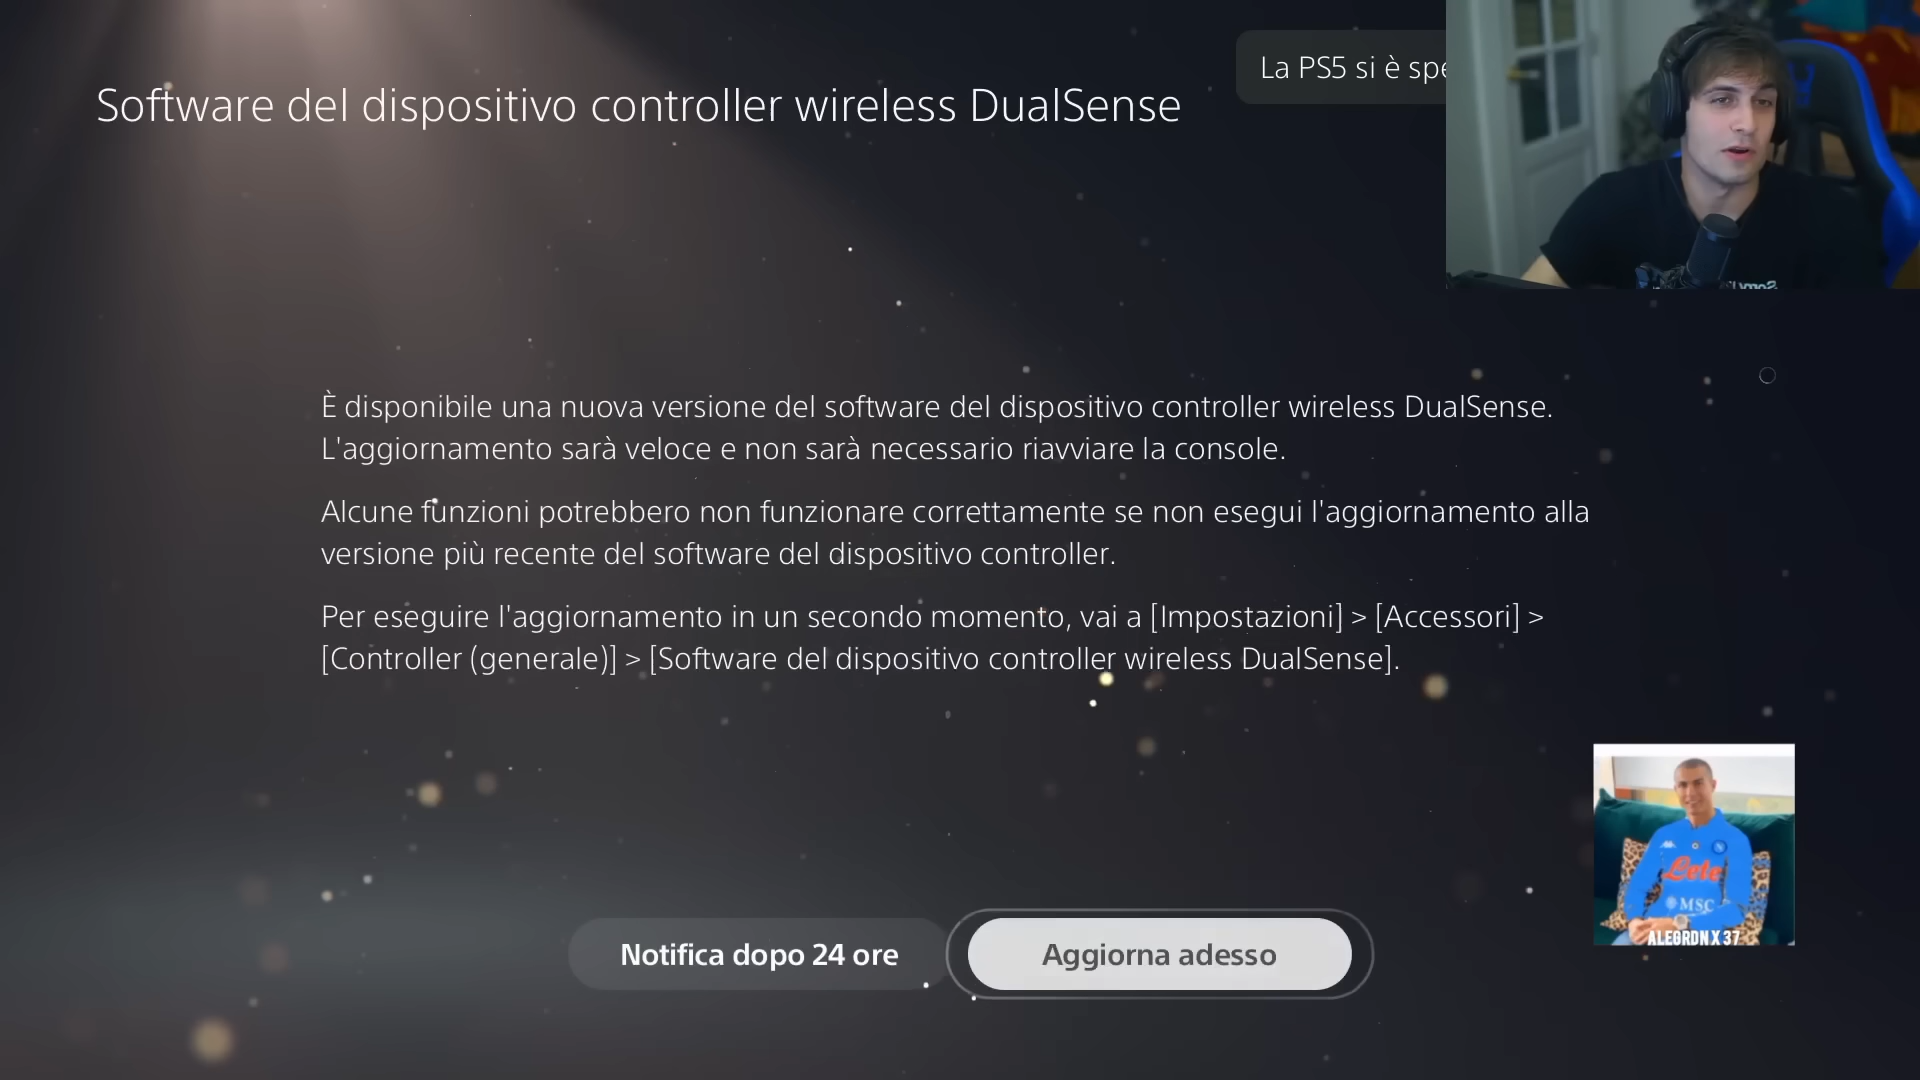 La PS5 si è spe
Software del dispositivo controller wireless DualSense
È disponibile una nuova versione del software del dispositivo controller wireless DualSense.
L'aggiornamento sarà veloce e non sarà necessario riavviare la console.
Alcune funzioni potrebbero non funzionare correttamente se non esegui l'aggiornamento alla
versione più recente del software del dispositivo controller.
Per eseguire l'aggiornamento in un secondo momento, vai a [Impostazioni] > [Accessori] >
[Controller (generale)] > [Software del dispositivo controller wireless DualSense].
Lete
MSC
ALEGRDN X 37
Notifica dopo 24 ore
Aggiorna adesso